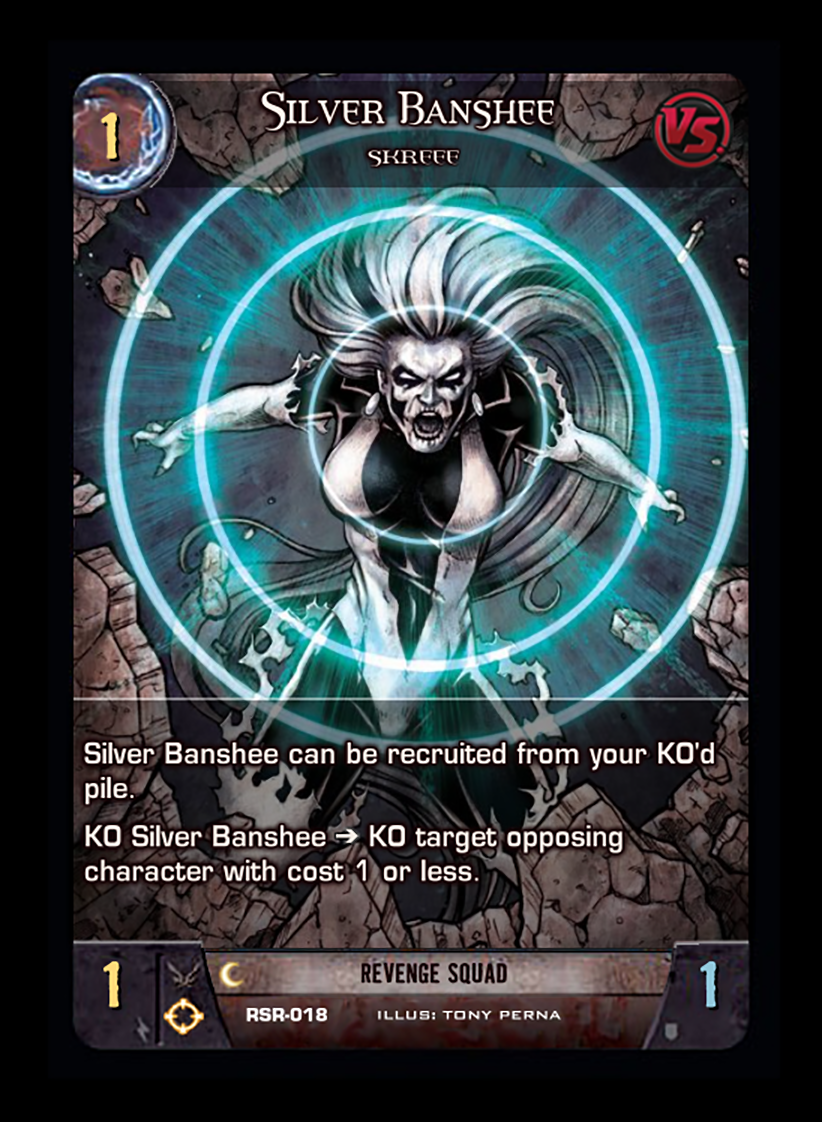 1
SILVER BANSHEE
VS.
SKREEE
Silver Banshee can be recruited from your KO'd
pile.
KO Silver Banshee ➔ KO target opposing
character with cost 1 or less.
1
REVENGE SQUAD
1
RSR-018
ILLUS: TONY PERNA